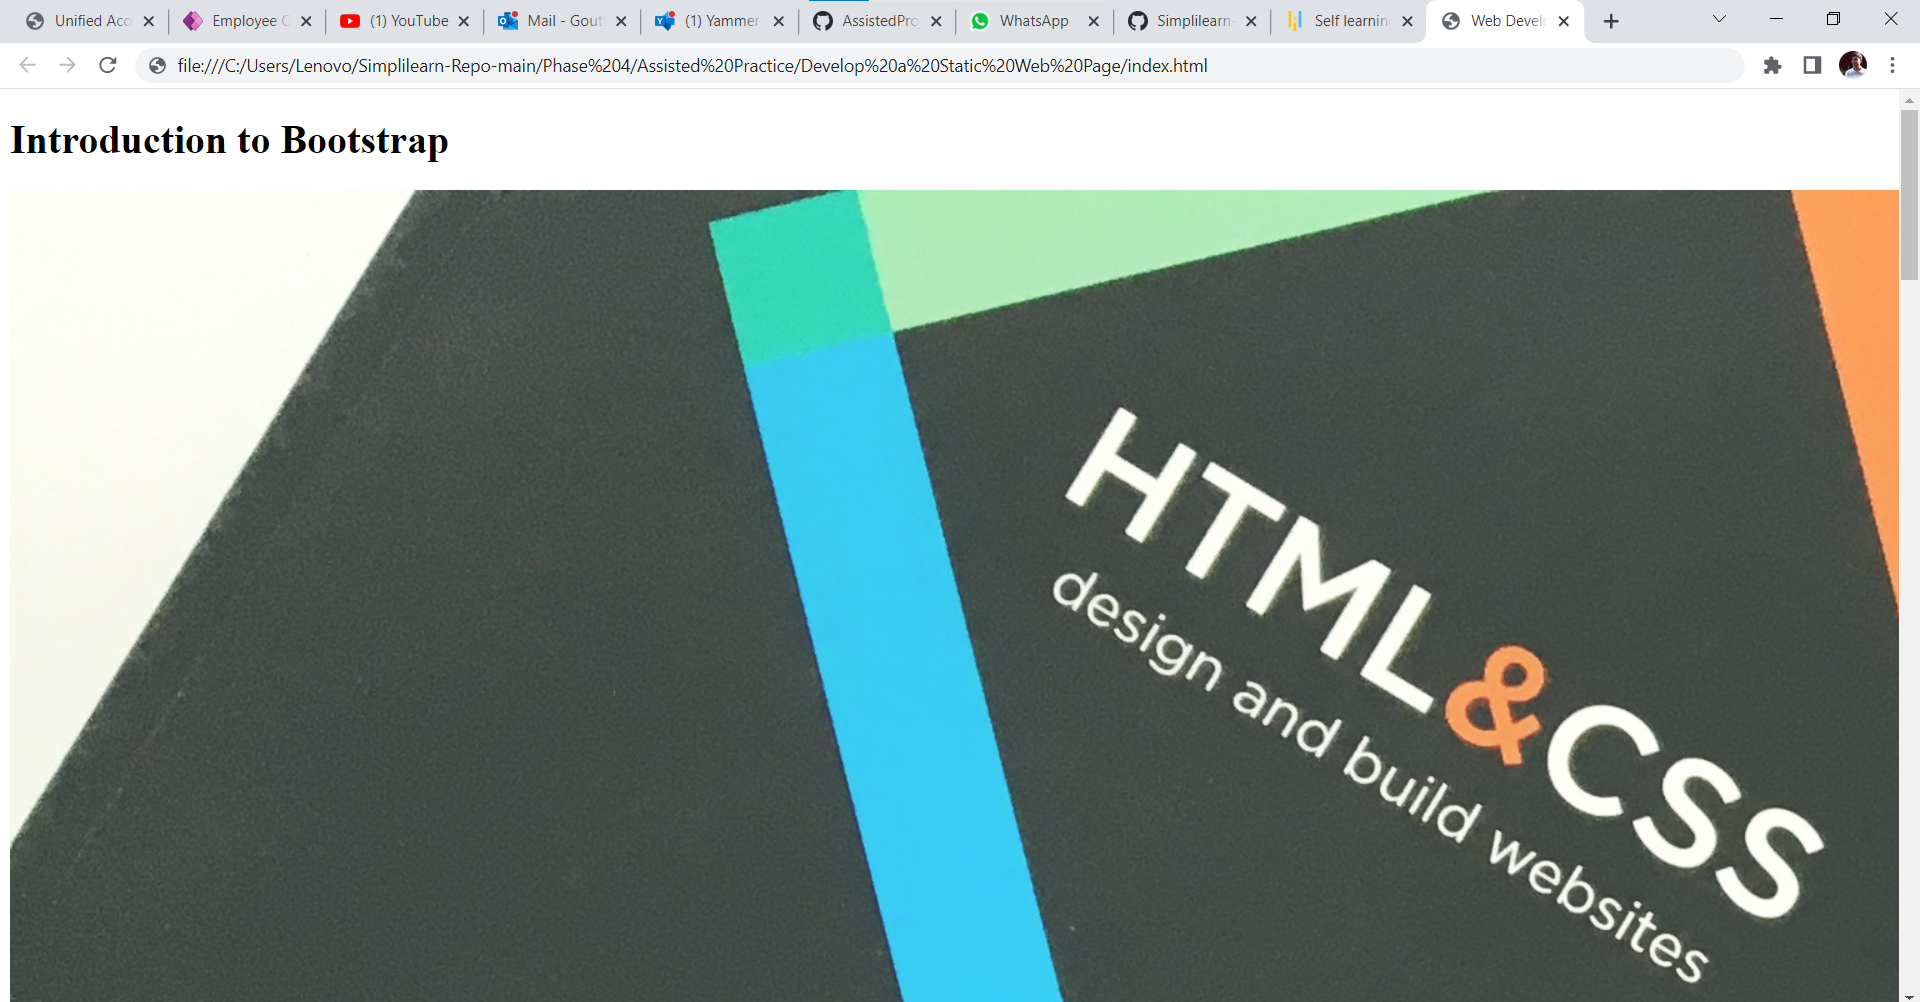 Unified Acc
Employee C
(1) YouTube
Mail - Gout
(1) Yammer
AssistedPro
WhatsApp
Simplilearn-
Self learnin
Web Devel
file:///C:/Users/Lenovo/Simplilearn-Repo-main/Phase%204/Assisted%20Practice/Develop%20a%20Static%20Web%20Page/index.html
Introduction to Bootstrap
HTML&CSS
design and build websites